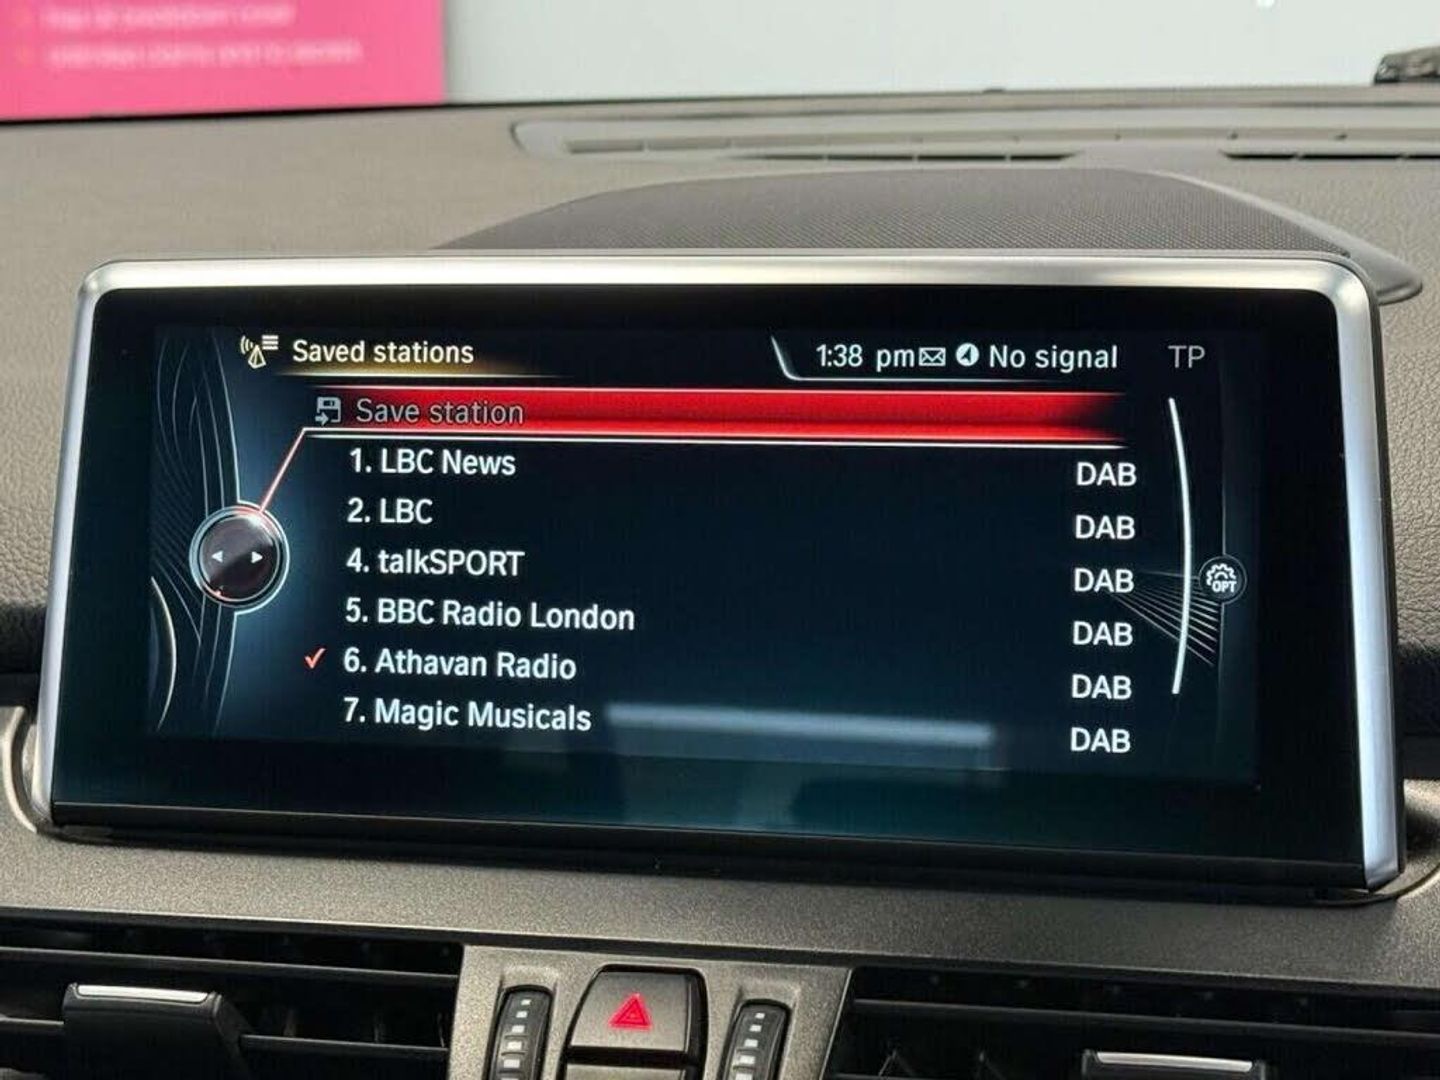 Saved stations
1:38 pm No signal TP
Save station
1. LBC News DAB
2. LBC DAB
4. talkSPORT DAB
5. BBC Radio London DAB
6. Athavan Radio DAB
7. Magic Musicals DAB
OPT